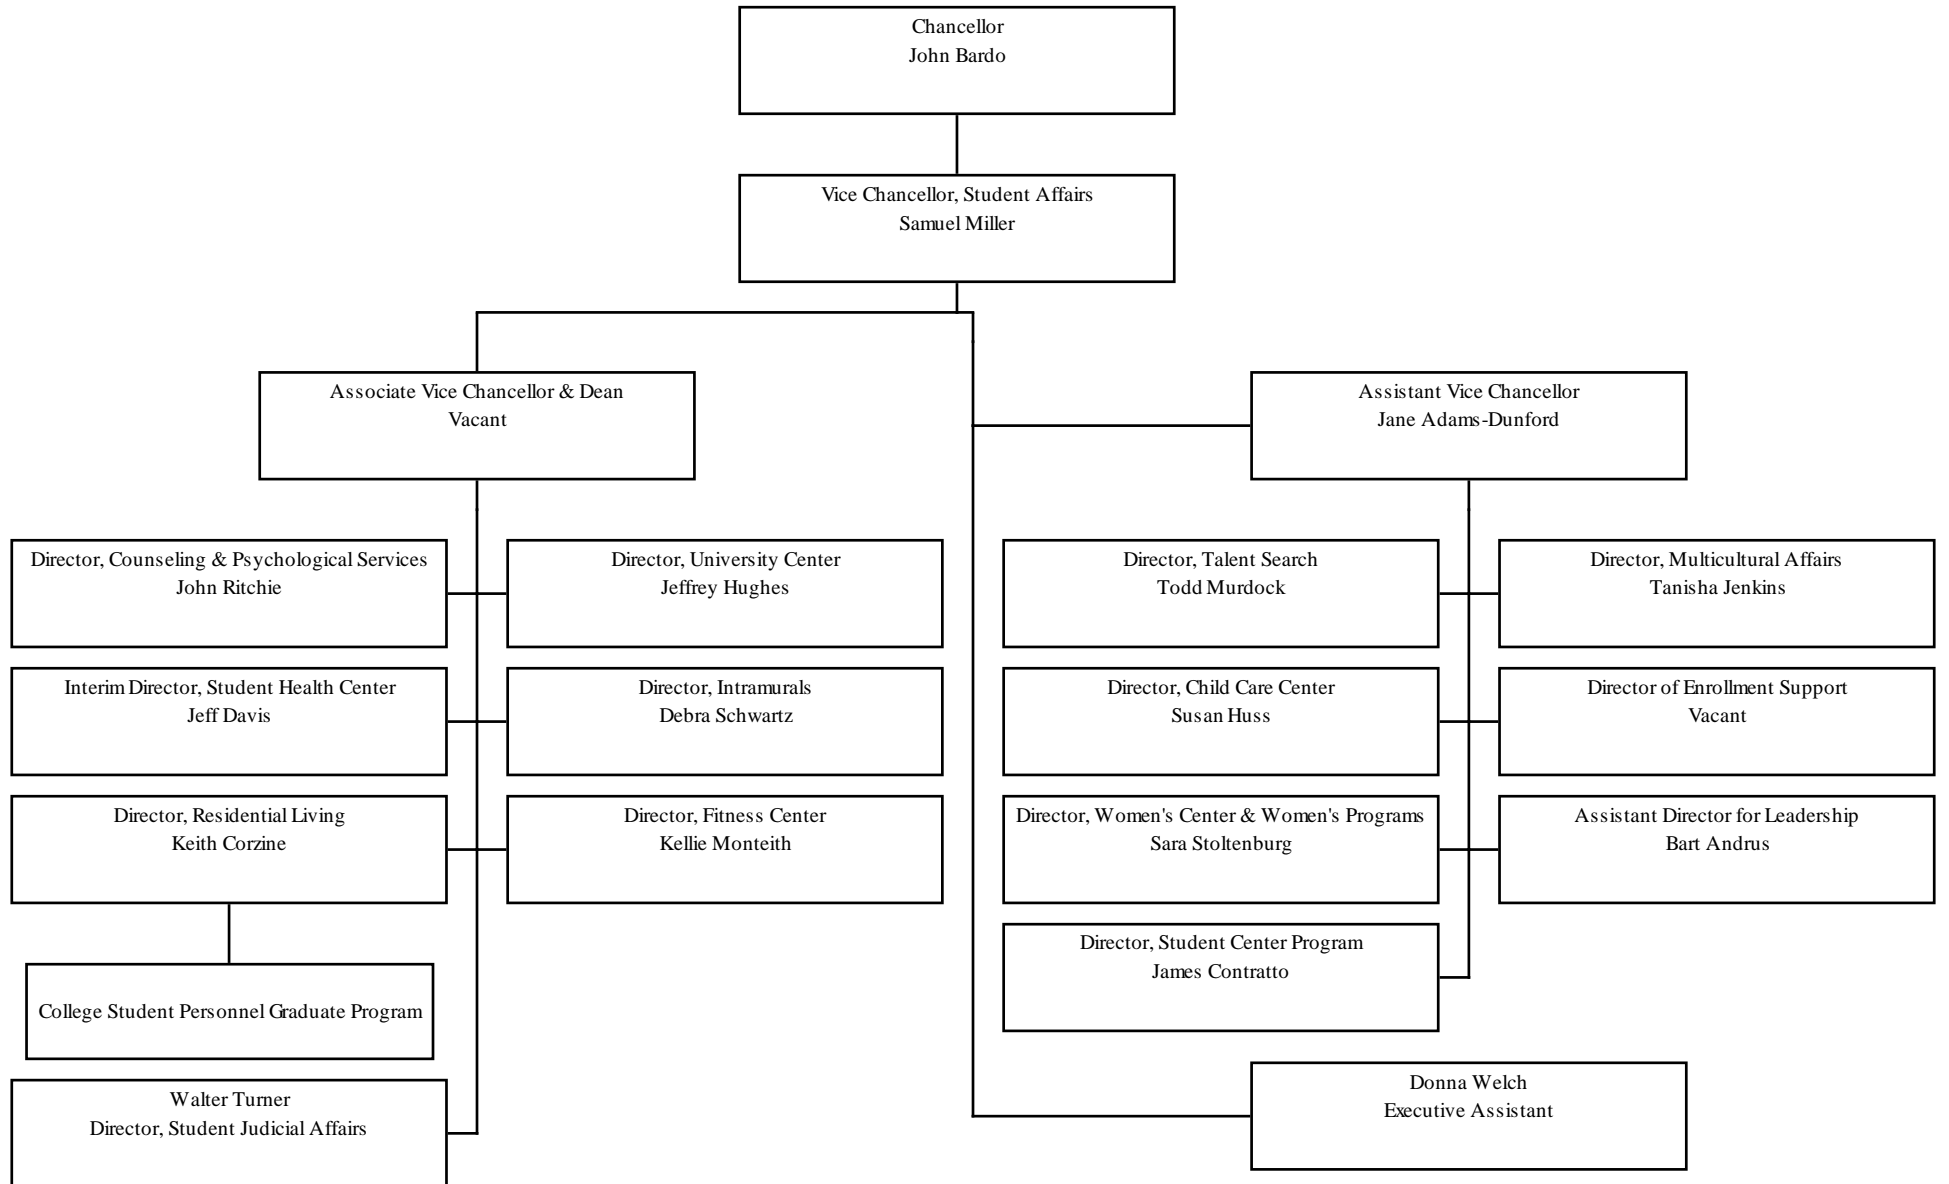 Chancellor
John Bardo
Vice Chancellor, Student Affairs
Samuel Miller
Associate Vice Chancellor & Dean
Vacant
Assistant Vice Chancellor
Jane Adams-Dunford
Director, Counseling & Psychological Services
John Ritchie
Director, University Center
Jeffrey Hughes
Director, Talent Search
Todd Murdock
Director, Multicultural Affairs
Tanisha Jenkins
Interim Director, Student Health Center
Jeff Davis
Director, Intramurals
Debra Schwartz
Director, Child Care Center
Susan Huss
Director of Enrollment Support
Vacant
Director, Residential Living
Keith Corzine
Director, Fitness Center
Kellie Monteith
Director, Women's Center & Women's Programs
Sara Stoltenburg
Assistant Director for Leadership
Bart Andrus
College Student Personnel Graduate Program
Director, Student Center Program
James Contratto
Walter Turner
Director, Student Judicial Affairs
Donna Welch
Executive Assistant